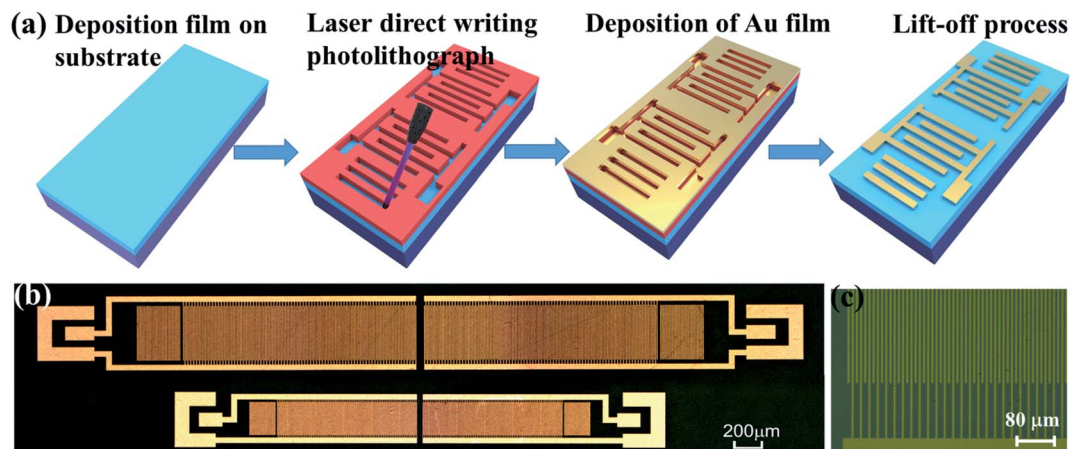 (a) Deposition film on
substrate
Laser direct writing
photolithograph
Deposition of Au film
Lift-off process
(b)
200μm
(c)
80 μm